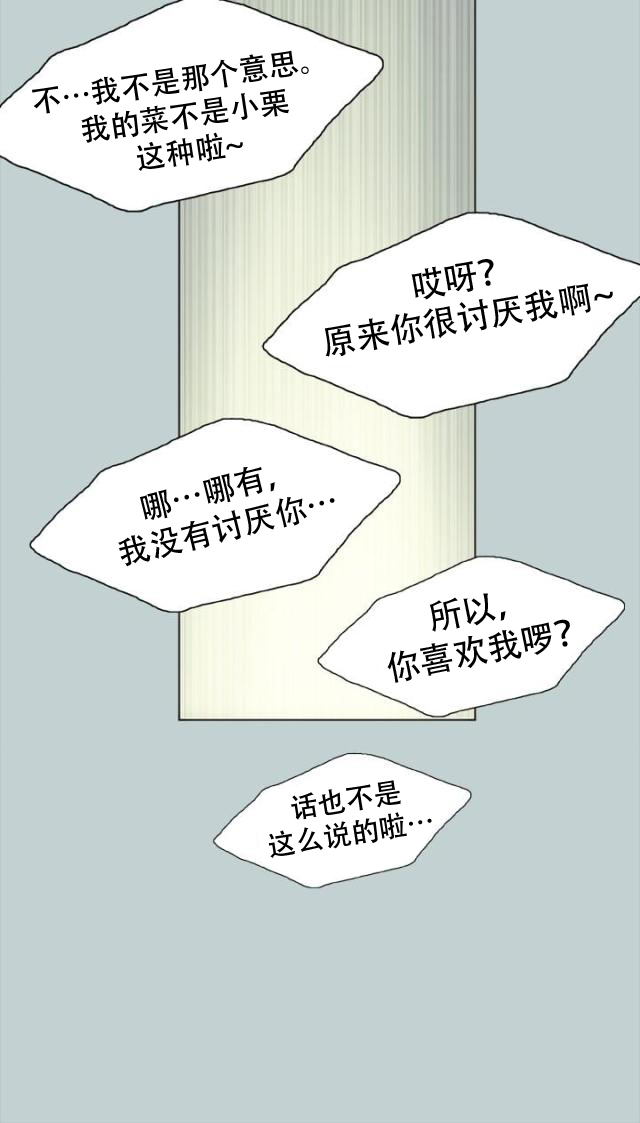 不…我不是那个意思。
我的菜不是小栗
这种啦~
哎呀?
原来你很讨厌我啊~
哪…哪有,
我没有讨厌你…
所以,
你喜欢我啰?
话也不是
这么说的啦…